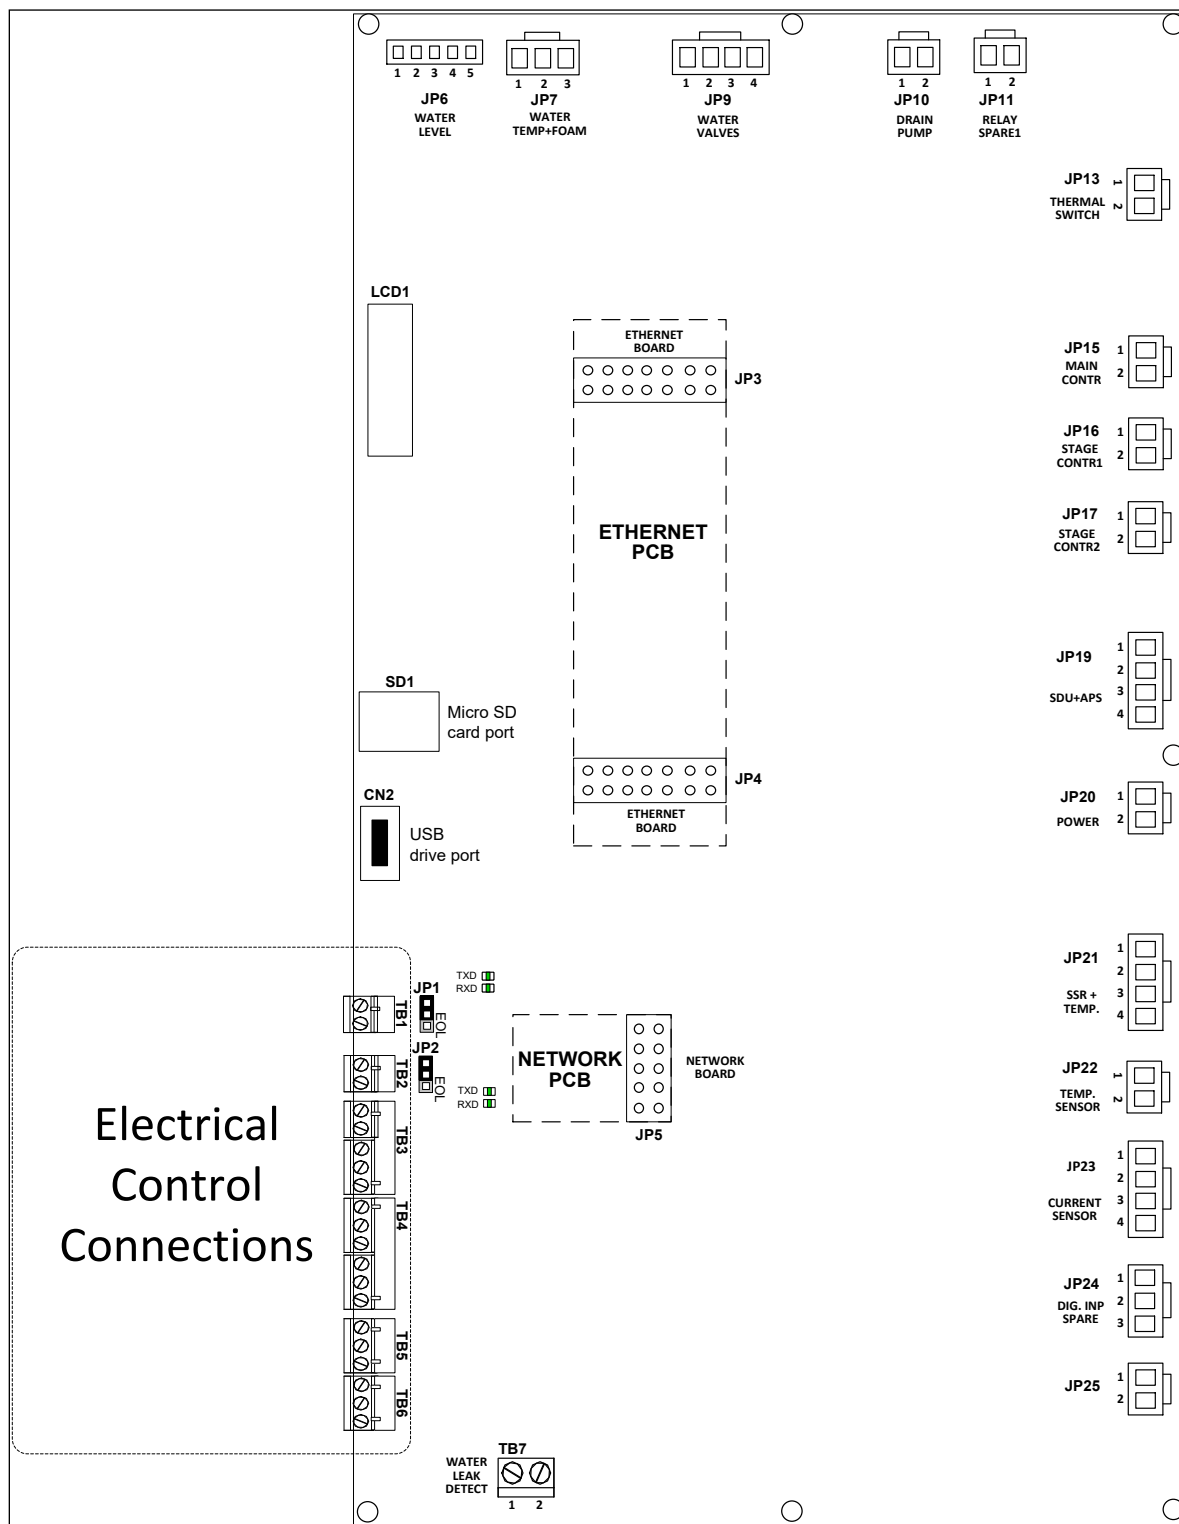 1 2 3 4 5
JP6
WATER
LEVEL
1 2 3
JP7
WATER
TEMP+FOAM
1 2 3 4
JP9
WATER
VALVES
1 2
JP10
DRAIN
PUMP
1 2
JP11
RELAY
SPARE1
JP13
THERMAL
SWITCH
1
2
LCD1
ETHERNET
BOARD
JP3
JP15
MAIN
CONTR
1
2
JP16
STAGE
CONTR1
1
2
ETHERNET
PCB
JP17
STAGE
CONTR2
1
2
JP19
SDU+APS
1
2
3
4
SD1
Micro SD
card port
JP4
ETHERNET
BOARD
JP20
POWER
1
2
CN2
USB
drive port
JP21
SSR +
TEMP.
1
2
3
4
TXD
RXD
TB1
JP1
EOL
TB2
JP2
EOL
TXD
RXD
NETWORK
PCB
NETWORK
BOARD
JP5
JP22
TEMP.
SENSOR
1
2
Electrical
Control
Connections
TB3
TB4
TB5
TB6
JP23
CURRENT
SENSOR
1
2
3
4
JP24
DIG. INP
SPARE
1
2
3
JP25
1
2
TB7
WATER
LEAK
DETECT
1 2